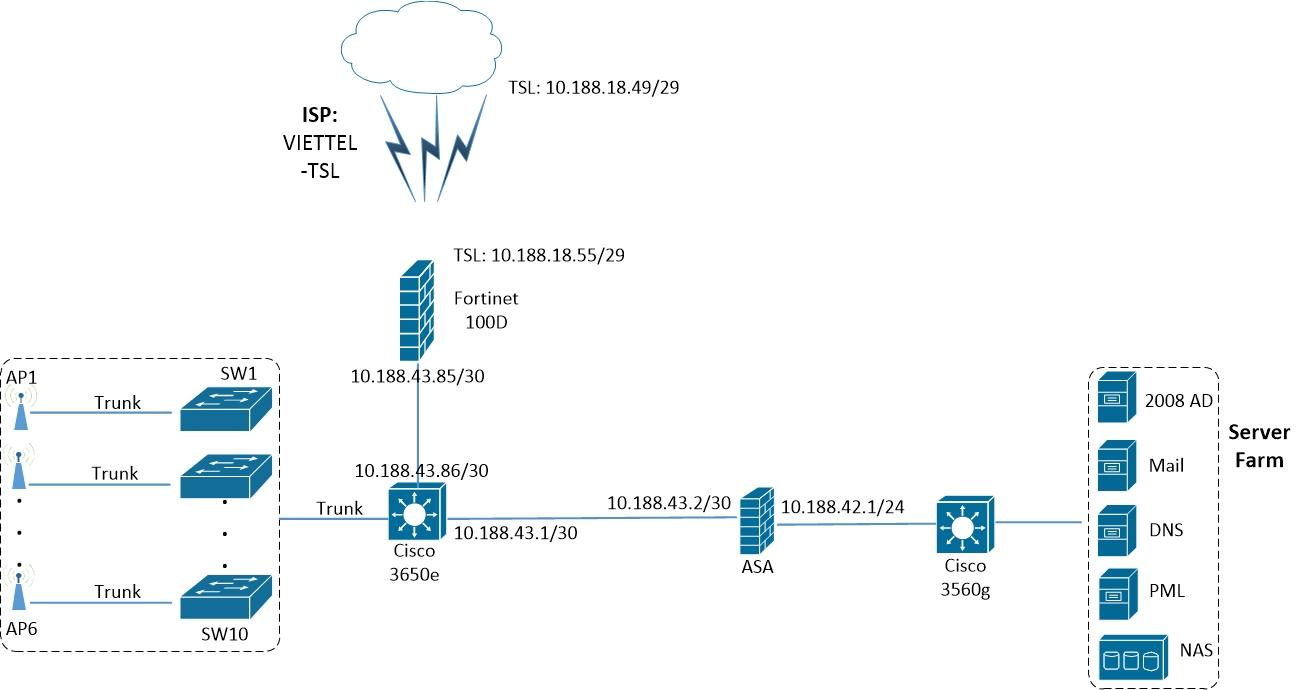 TSL: 10.188.18.49/29
ISP:
VIETTEL
-TSL
TSL: 10.188.18.55/29
Fortinet
100D
10.188.43.85/30
AP1
SW1
Trunk
Trunk
Trunk
AP6
SW10
Trunk
10.188.43.86/30
10.188.43.1/30
Cisco
3650e
10.188.43.2/30
ASA
10.188.42.1/24
Cisco
3560g
2008 AD
Mail
DNS
PML
NAS
Server
Farm